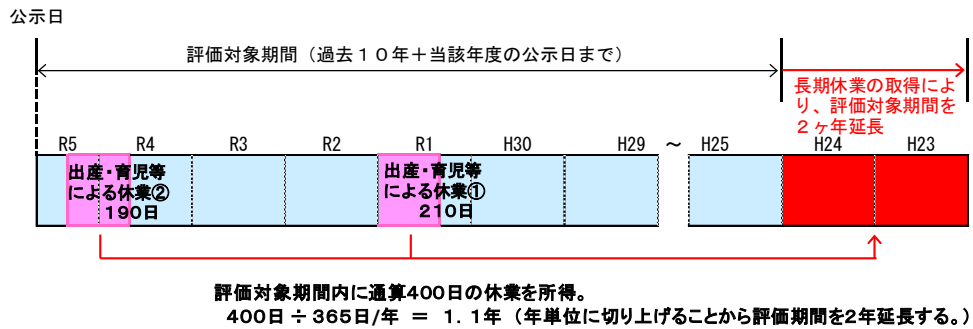 公示日
評価対象期間（過去１０年＋当該年度の公示日まで）
長期休業の取得によ
り、評価対象期間を
２ヶ年延長
R5 R4 R3 R2 R1 H30 H29 ～ H25 H24 H23
出産・育児等
による休業②
190日
出産・育児等
による休業①
210日
評価対象期間内に通算400日の休業を所得。
400日 ÷ 365日/年 ＝ 1.1年 （年単位に切り上げることから評価期間を2年延長する。）